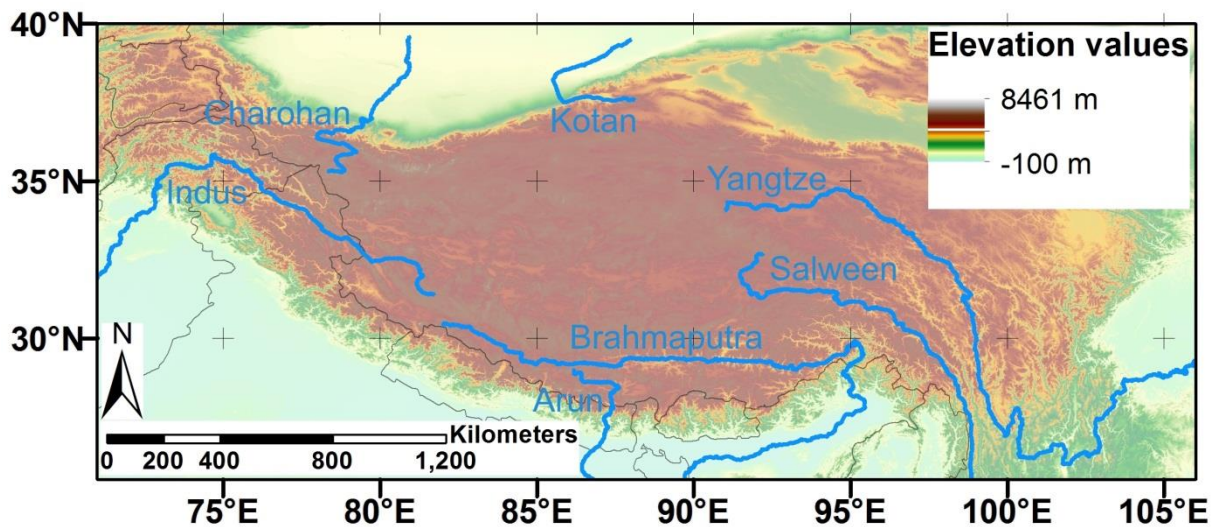 40°N
Elevation values
8461 m
-100 m
Charohan
Kotan
35°N
Indus
Yangtze
Salween
30°N
N
Brahmaputra
Arun
Kilometers
0 200 400 800 1,200
75°E 80°E 85°E 90°E 95°E 100°E 105°E